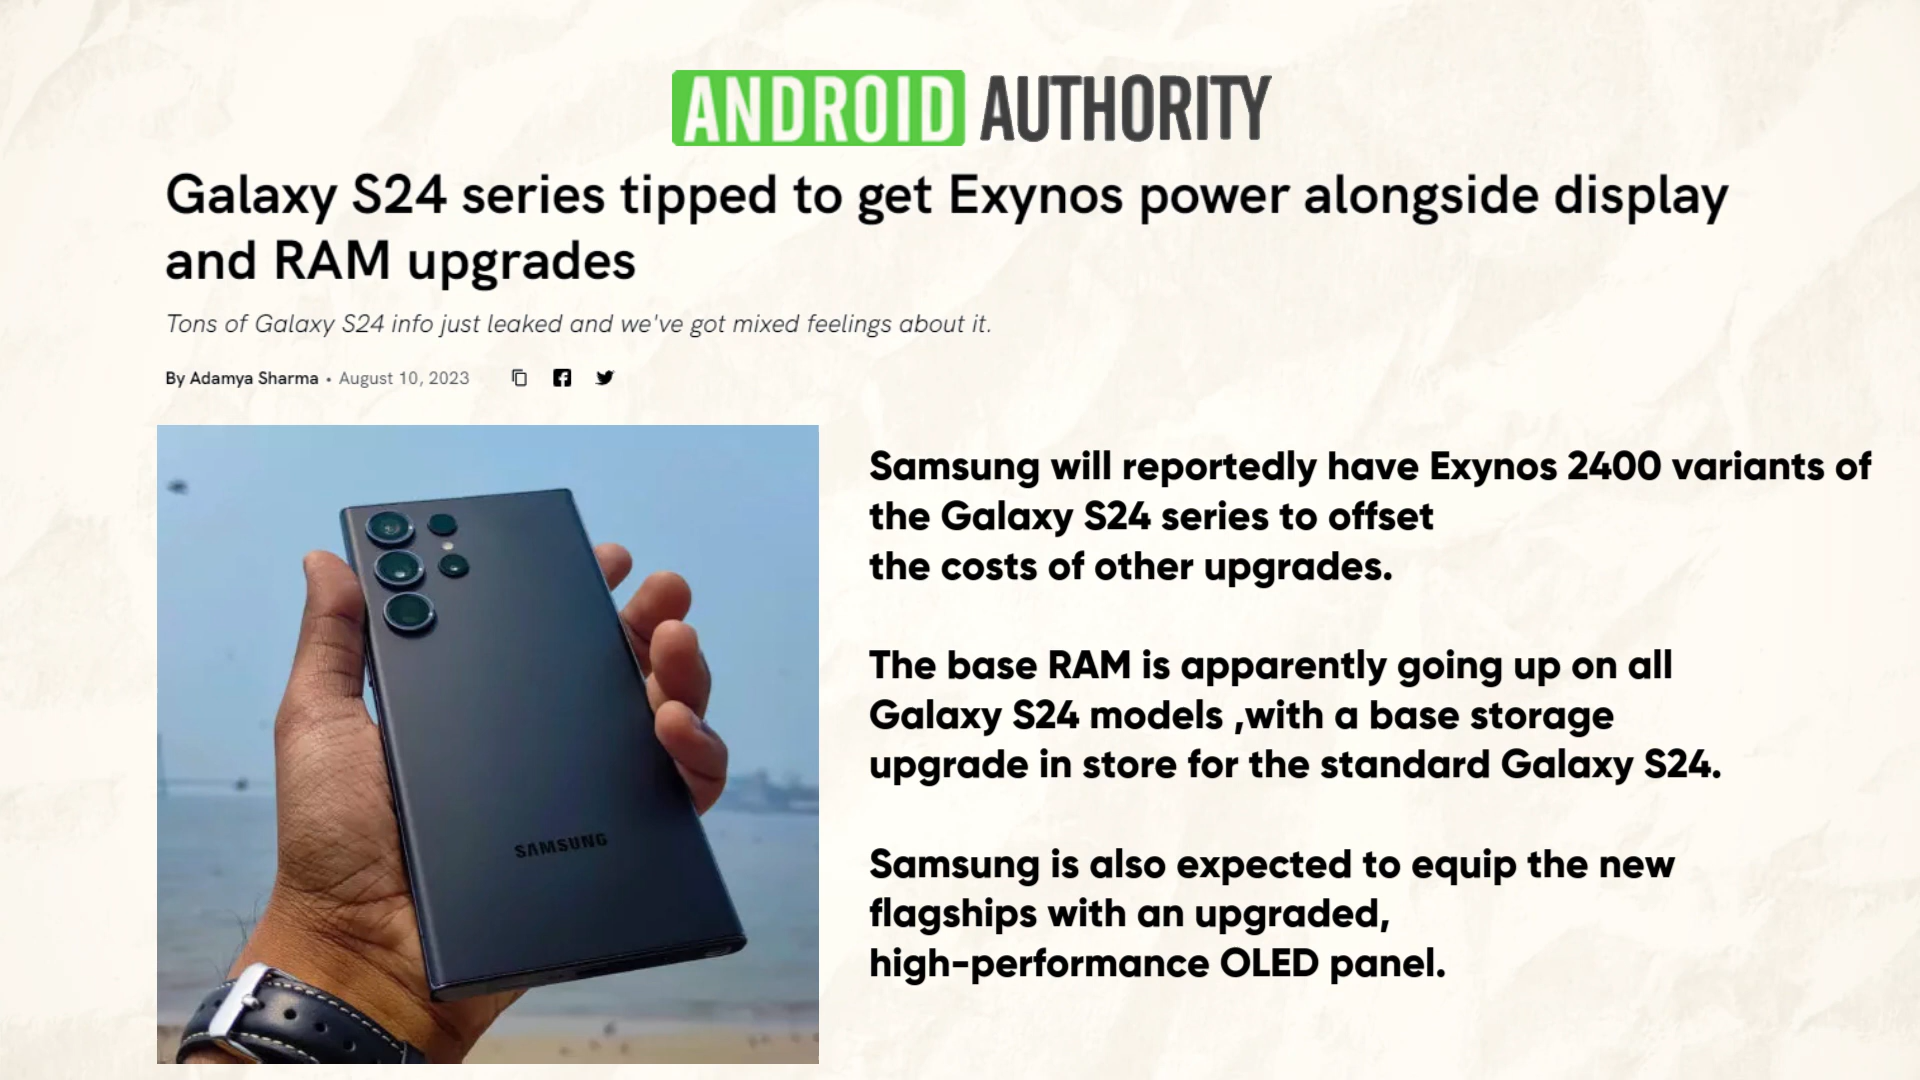 ANDROID AUTHORITY
Galaxy S24 series tipped to get Exynos power alongside display
and RAM upgrades
Tons of Galaxy S24 info just leaked and we've got mixed feelings about it.
By Adamya Sharma • August 10, 2023
Samsung will reportedly have Exynos 2400 variants of
the Galaxy S24 series to offset
the costs of other upgrades.
The base RAM is apparently going up on all
Galaxy S24 models ,with a base storage
upgrade in store for the standard Galaxy S24.
Samsung is also expected to equip the new
flagships with an upgraded,
high-performance OLED panel.
SAMSUNG